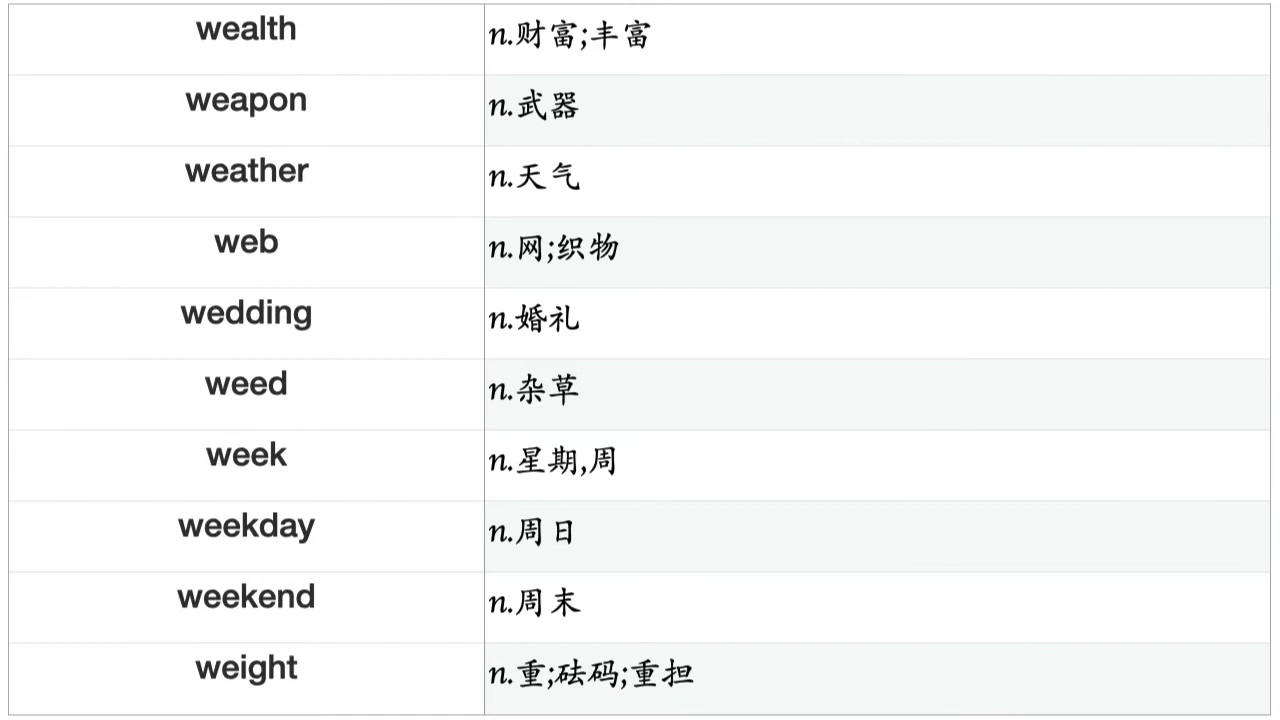 wealth n.财富;丰富
weapon n.武器
weather n.天气
web n.网;织物
wedding n.婚礼
weed n.杂草
week n.星期,周
weekday n.周日
weekend n.周末
weight n.重;砝码;重担